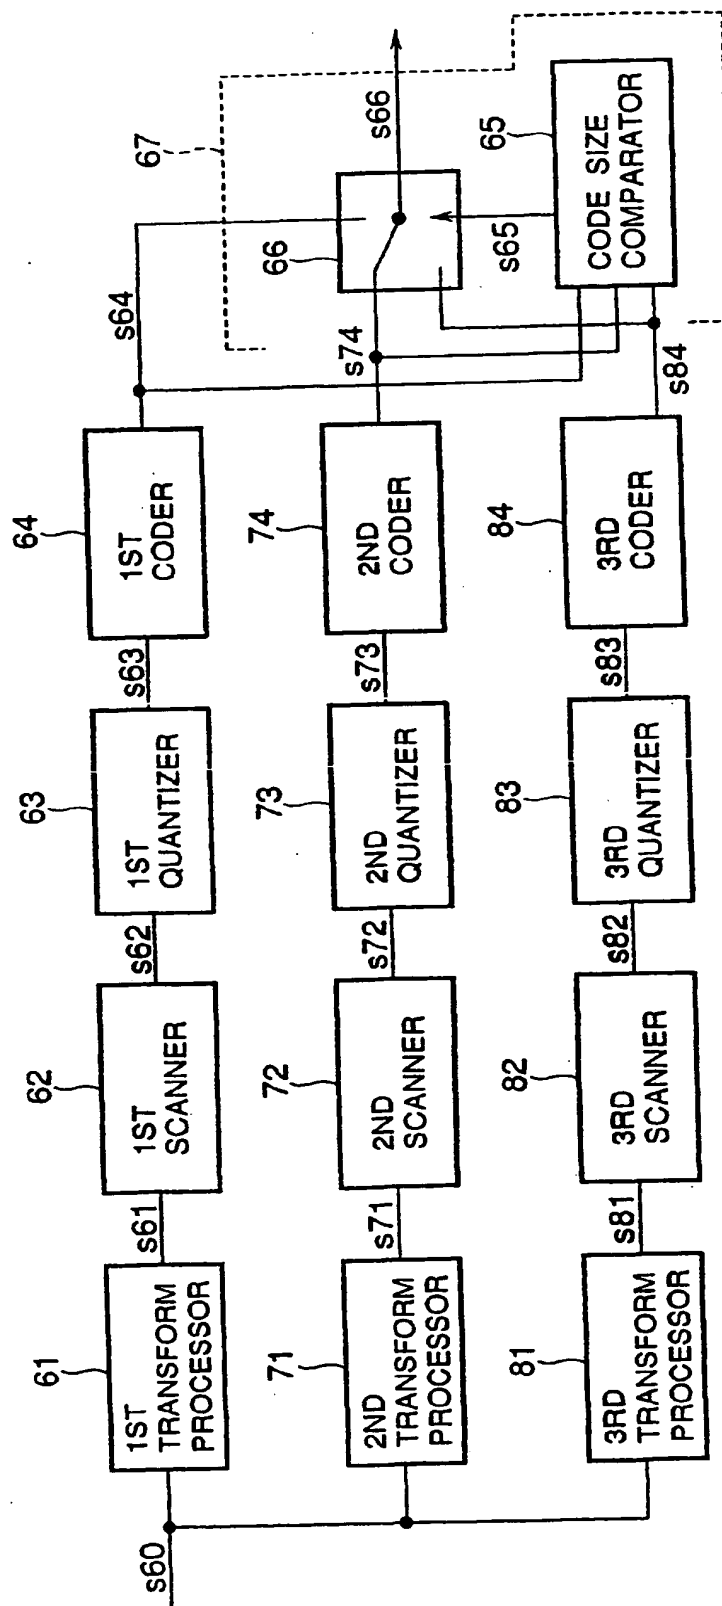 s60
61
1ST
TRANSFORM
PROCESSOR
s61
62
1ST
SCANNER
s62
63
1ST
QUANTIZER
s63
64
1ST
CODER
s64
71
2ND
TRANSFORM
PROCESSOR
s71
72
2ND
SCANNER
s72
73
2ND
QUANTIZER
s73
74
2ND
CODER
s74
81
3RD
TRANSFORM
PROCESSOR
s81
82
3RD
SCANNER
s82
83
3RD
QUANTIZER
s83
84
3RD
CODER
s84
67
66
s66
s65
65
CODE SIZE
COMPARATOR